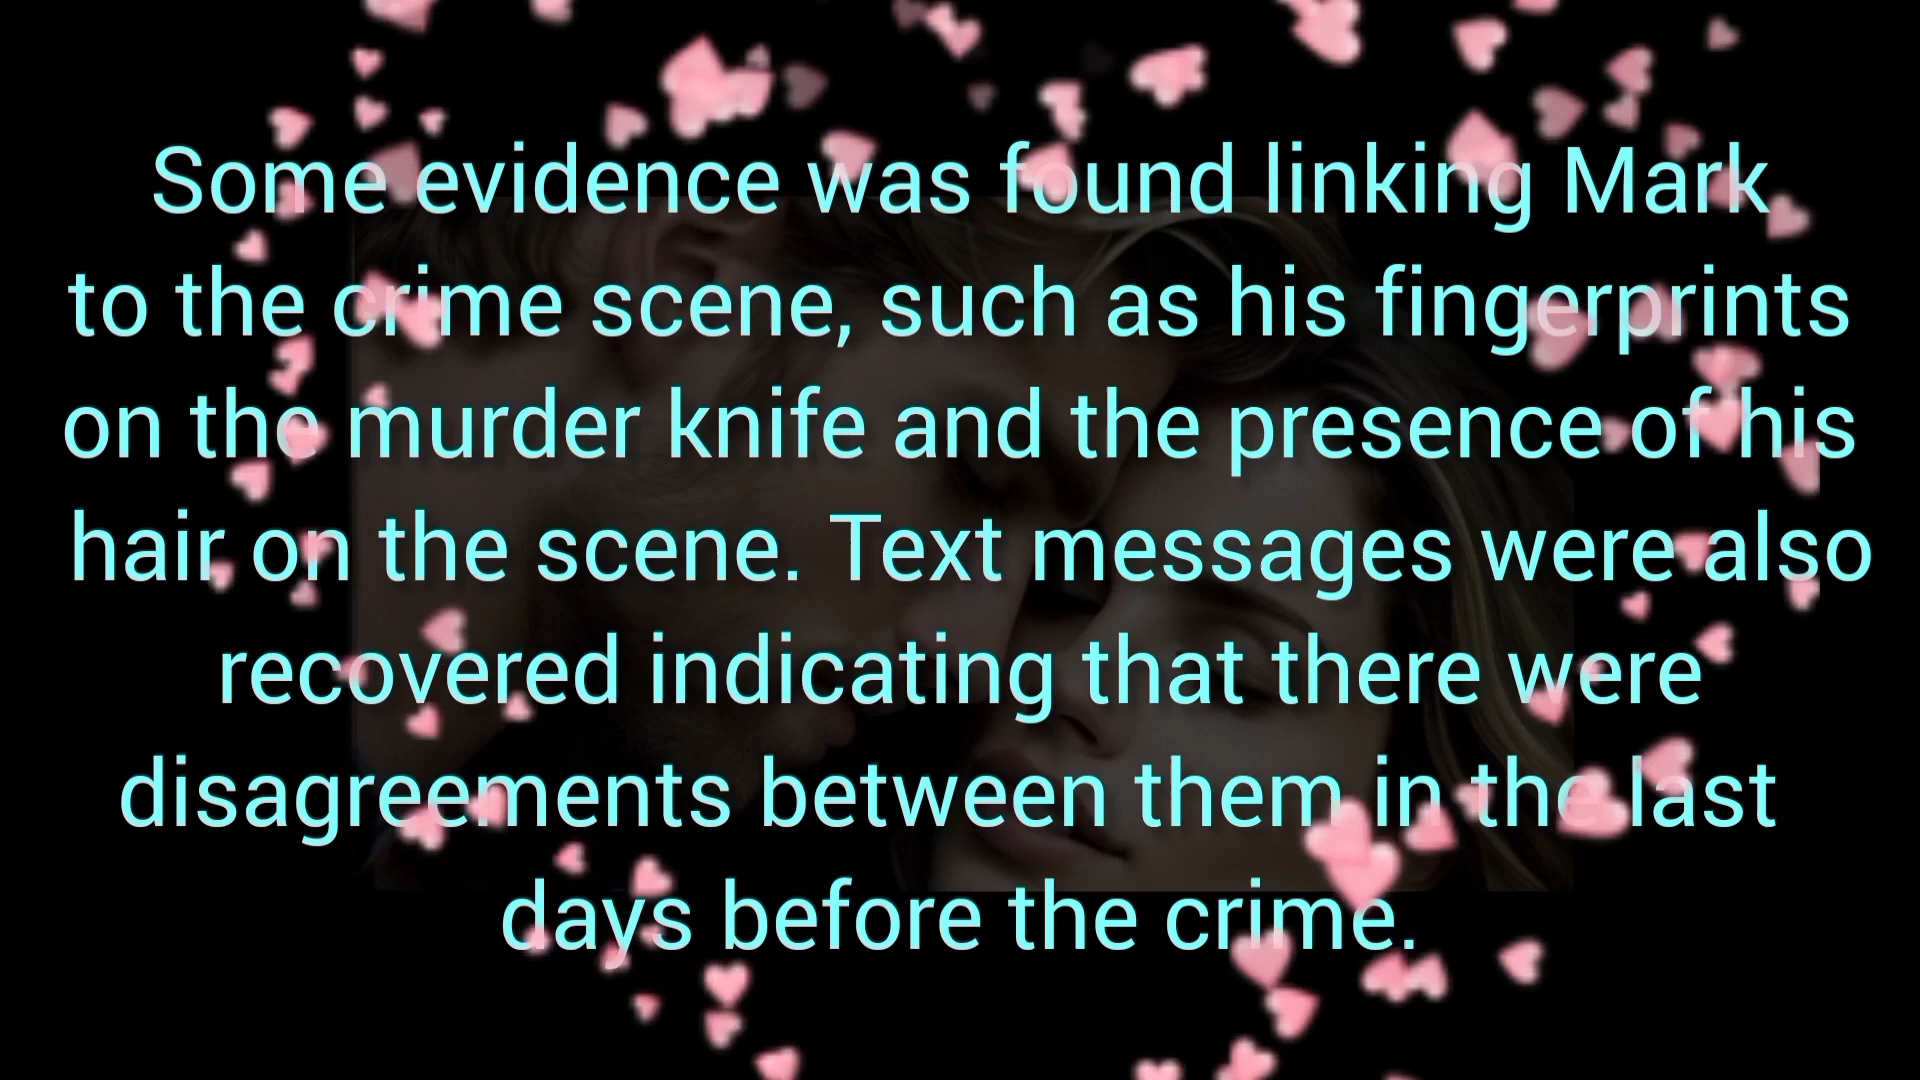 Some evidence was found linking Mark
to the crime scene, such as his fingerprints
on the murder knife and the presence of his
hair on the scene. Text messages were also
recovered indicating that there were
disagreements between them in the last
days before the crime.